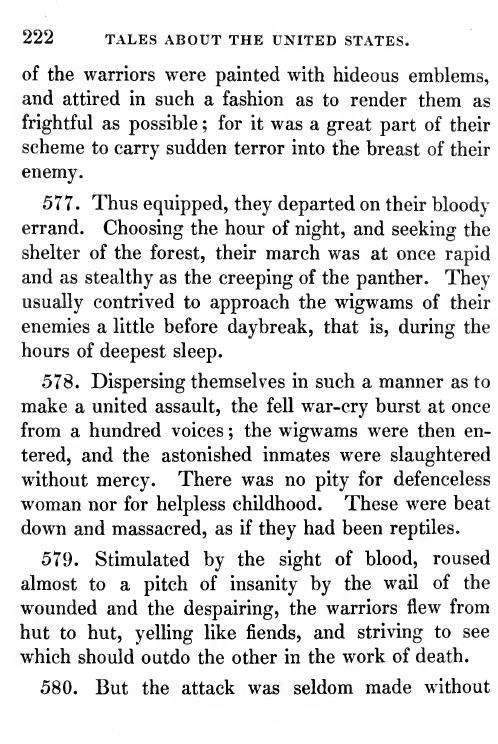 222 TALES ABOUT THE UNITED STATES.
of the warriors were painted with hideous emblems,
and attired in such a fashion as to render them as
frightful as possible; for it was a great part of their
scheme to carry sudden terror into the breast of their
enemy.
577. Thus equipped, they departed on their bloody
errand. Choosing the hour of night, and seeking the
shelter of the forest, their march was at once rapid
and as stealthy as the creeping of the panther. They
usually contrived to approach the wigwams of their
enemies a little before daybreak, that is, during the
hours of deepest sleep.
578. Dispersing themselves in such a manner as to
make a united assault, the fell war-cry burst at once
from a hundred voices; the wigwams were then en-
tered, and the astonished inmates were slaughtered
without mercy. There was no pity for defenceless
woman nor for helpless childhood. These were beat
down and massacred, as if they had been reptiles.
579. Stimulated by the sight of blood, roused
almost to a pitch of insanity by the wail of the
wounded and the despairing, the warriors flew from
hut to hut, yelling like fiends, and striving to see
which should outdo the other in the work of death.
580. But the attack was seldom made without